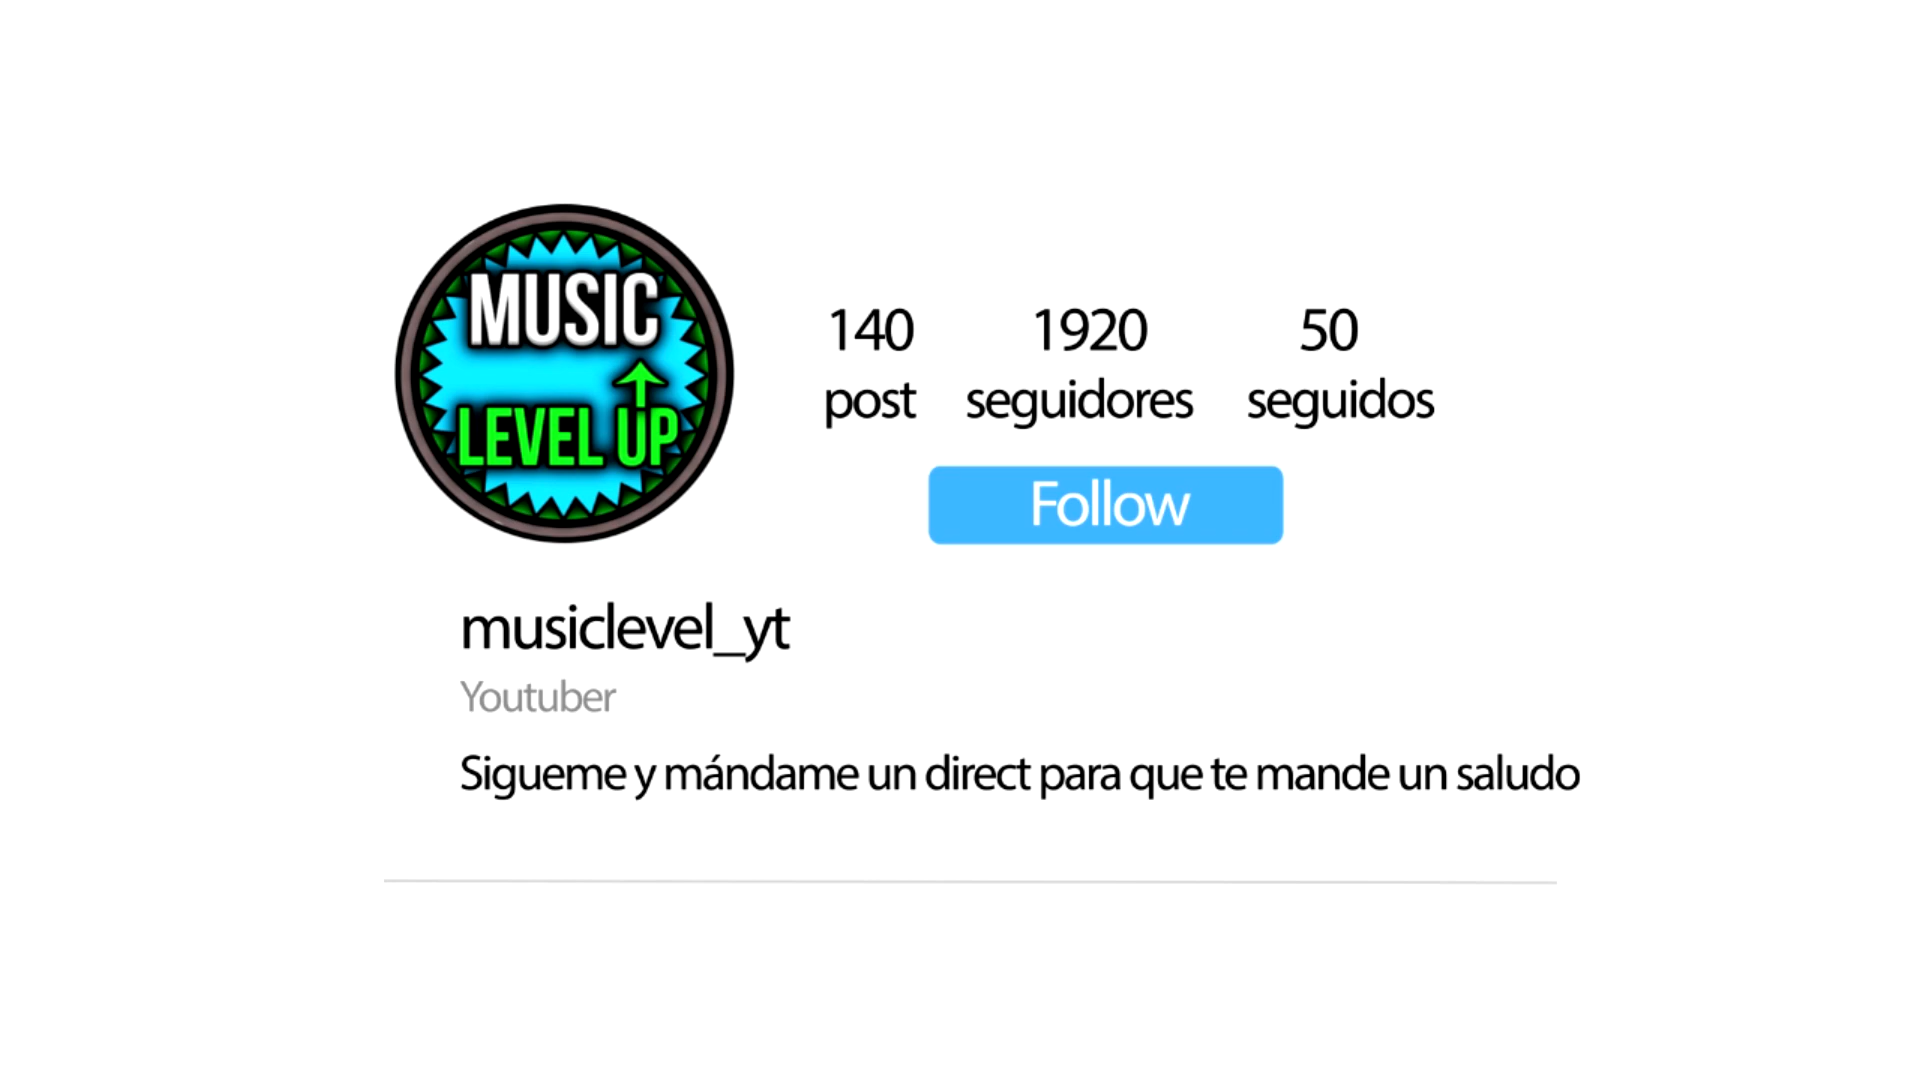 MUSIC
LEVEL UP
140 1920 50
post seguidores seguidos
Follow
musiclevel_yt
Youtuber
Sigueme y mándame un direct para que te mande un saludo